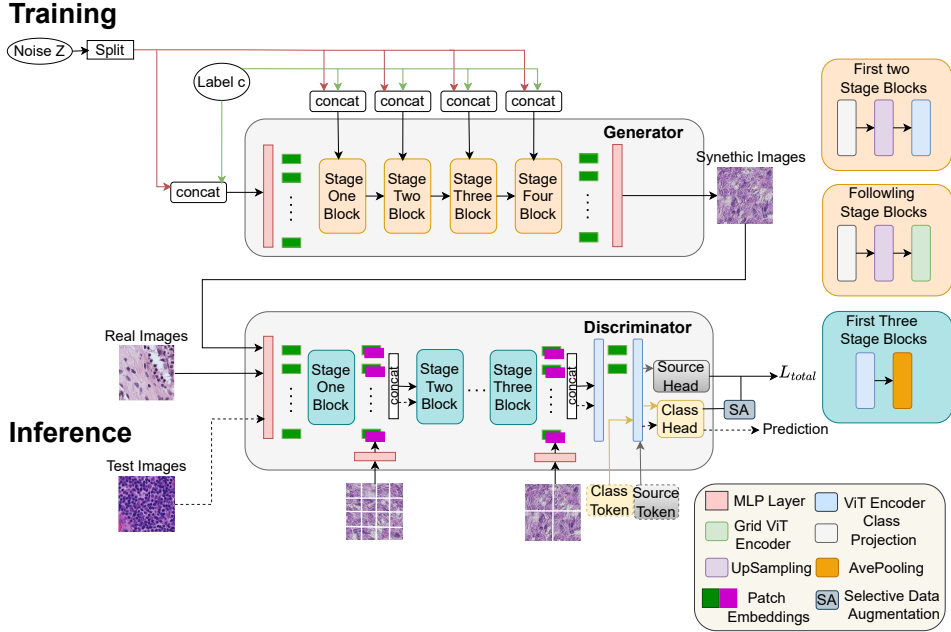 Training
Noise Z
Split
Label c
concat
concat
concat
concat
concat
Generator
Stage
One
Block
Stage
Two
Block
Stage
Three
Block
Stage
Four
Block
Synethic Images
First two
Stage Blocks
Followling
Stage Blocks
Real Images
Discriminator
Stage
One
Block
concat
Stage
Two
Block
Stage
Three
Block
concat
Source
Head
Class
Head
SA
L_total
Prediction
First Three
Stage Blocks
Inference
Test Images
Class
Token
Source
Token
MLP Layer
ViT Encoder
Grid ViT
Encoder
Class
Projection
UpSampling
AvePooling
Patch
Embeddings
SA
Selective Data
Augmentation